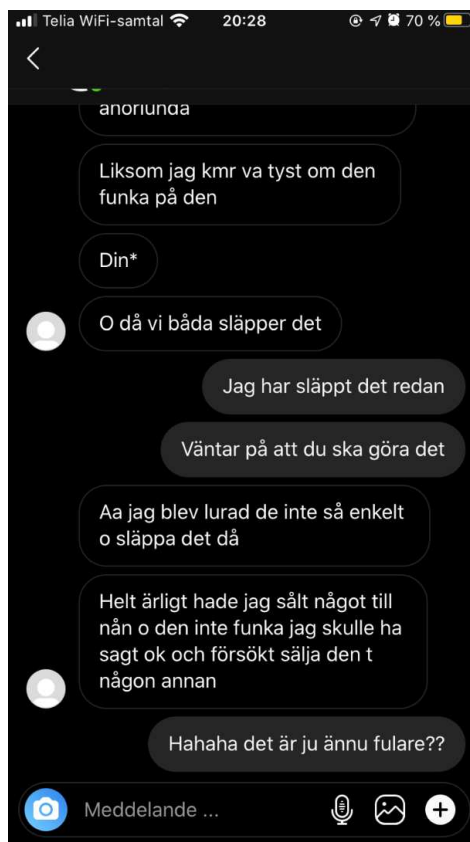 Telia WiFi-samtal 20:28 70 %
anorlunda
Liksom jag kmr va tyst om den
funka på den
Din*
O då vi båda släpper det
Jag har släppt det redan
Väntar på att du ska göra det
Aa jag blev lurad de inte så enkelt
o släppa det då
Helt ärligt hade jag sålt något till
nån o den inte funka jag skulle ha
sagt ok och försökt sälja den t
någon annan
Hahaha det är ju ännu fulare??
Meddelande ...